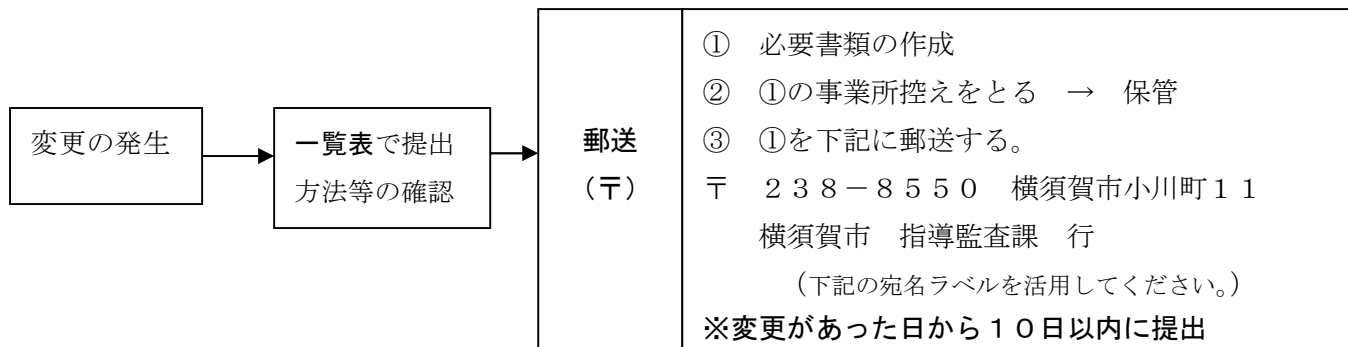 変更の発生
一覧表で提出
方法等の確認
郵送
（〒）
①　必要書類の作成
②　①の事業所控えをとる　→　保管
③　①を下記に郵送する。
〒　２３８－８５５０　横須賀市小川町１１
横須賀市　指導監査課　行
（下記の宛名ラベルを活用してください。）
※変更があった日から１０日以内に提出